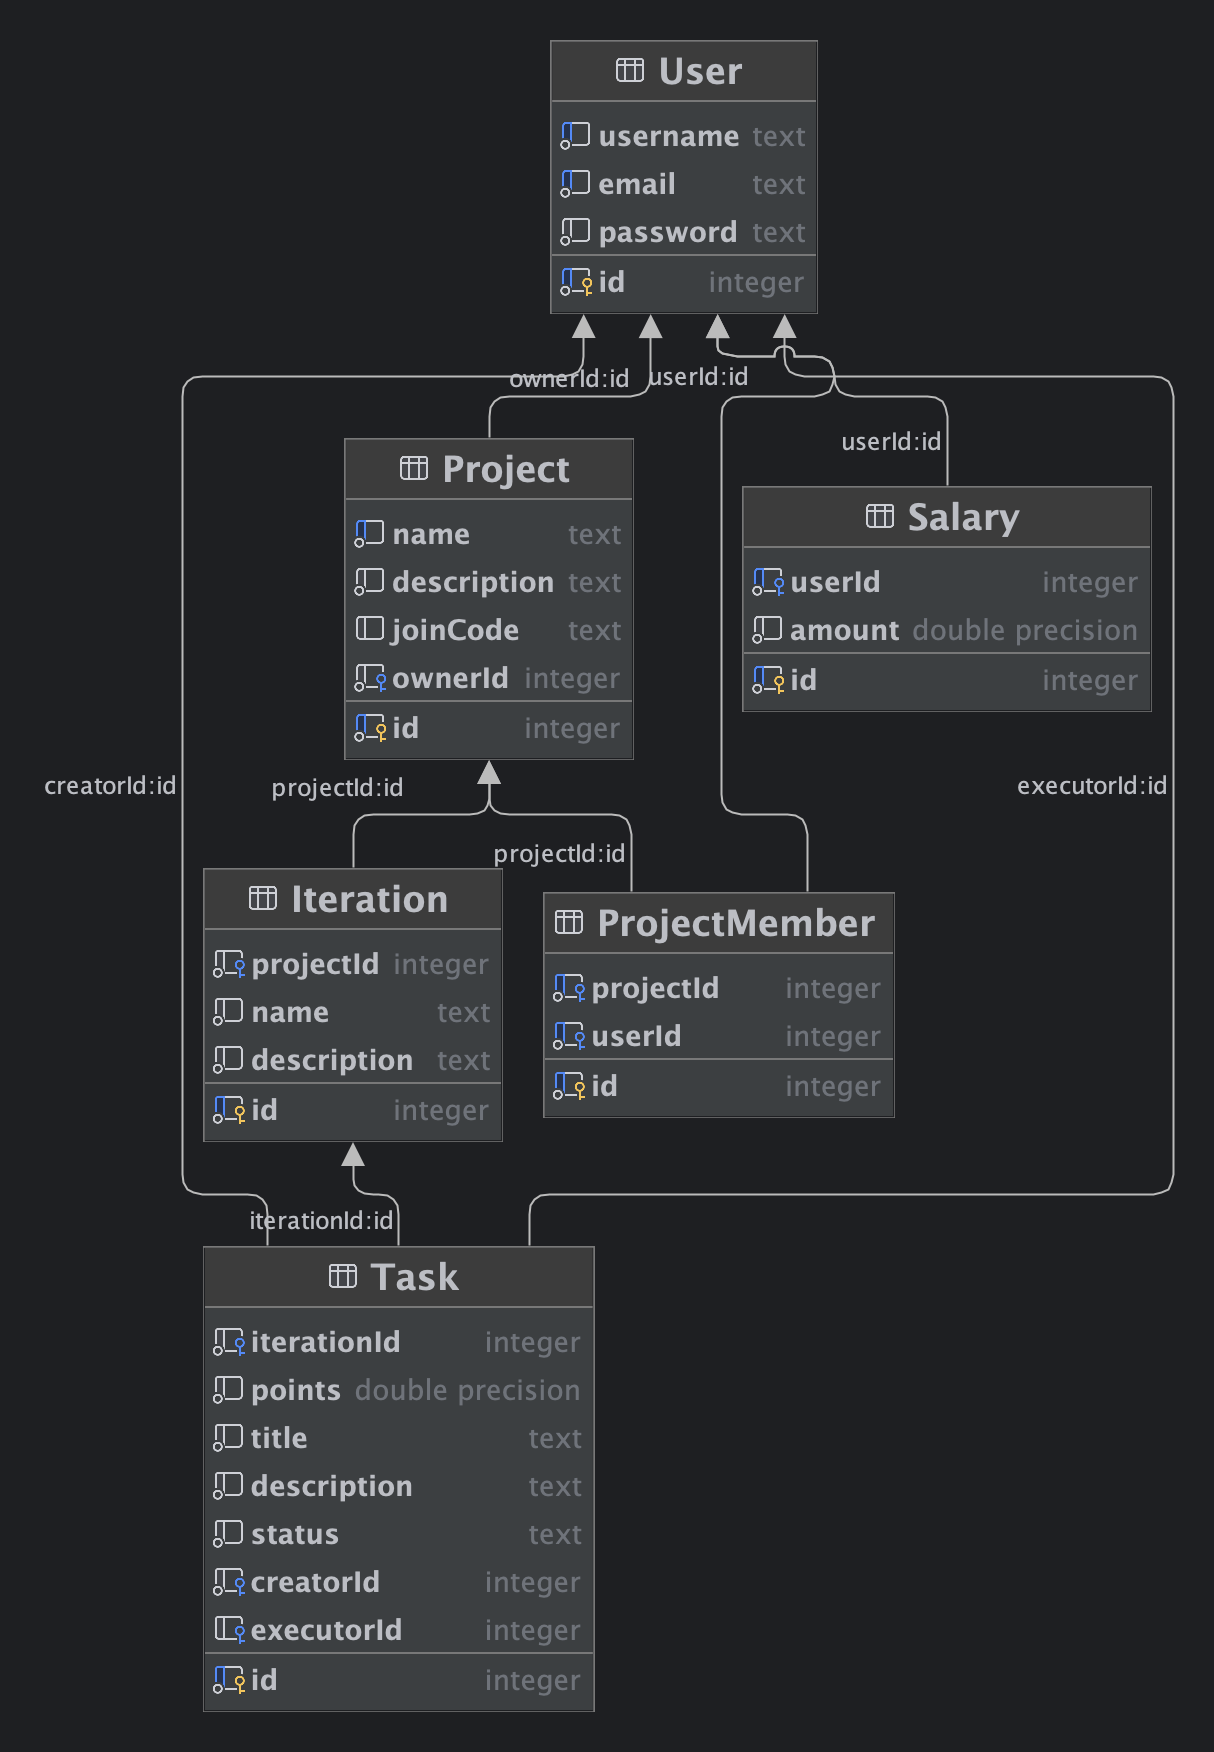 User
username text
email text
password text
id integer
ownerId:id
userId:id
userId:id
Project
name text
description text
joinCode text
ownerId integer
id integer
Salary
userId integer
amount double precision
id integer
creatorId:id
projectId:id
executorId:id
projectId:id
Iteration
projectId integer
name text
description text
id integer
ProjectMember
projectId integer
userId integer
id integer
iterationId:id
Task
iterationId integer
points double precision
title text
description text
status text
creatorId integer
executorId integer
id integer